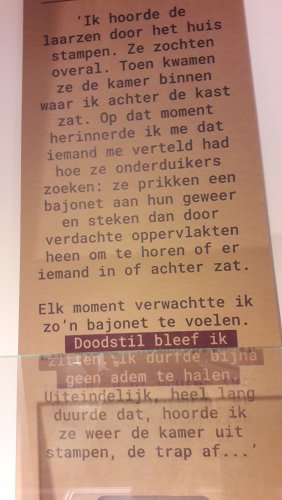 'Ik hoorde de
laarzen door het huis
stampen. Ze zochten
overal. Toen kwamen
ze de kamer binnen
waar ik achter de kast
zat. Op dat moment
herinnerde ik me dat
iemand me verteld had
hoe ze onderduikers
zoeken: ze prikken een
bajonet aan hun geweer
en steken dan door
verdachte oppervlakten
heen om te horen of er
iemand in of achter zat.
Elk moment verwachtte ik
zo'n bajonet te voelen.
Doodstil bleef ik
zitten. Ik durfde bijna
geen adem te halen.
Uiteindelijk, heel lang
duurde dat, hoorde ik
ze weer de kamer uit
stampen, de trap af...'